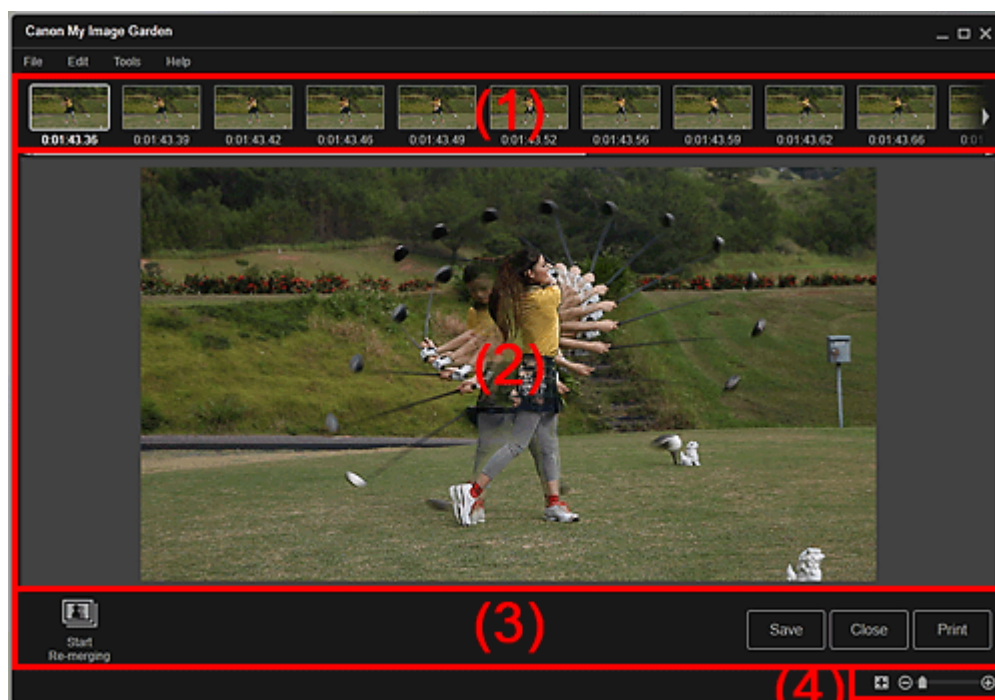 Canon My Image Garden
File Edit Tools Help
(1)
0:01:43.36 0:01:43.39 0:01:43.42 0:01:43.46 0:01:43.49 0:01:43.52 0:01:43.56 0:01:43.59 0:01:43.62 0:01:43.66
(2)
(3)
Start
Re-merging
Save Close Print
(4)